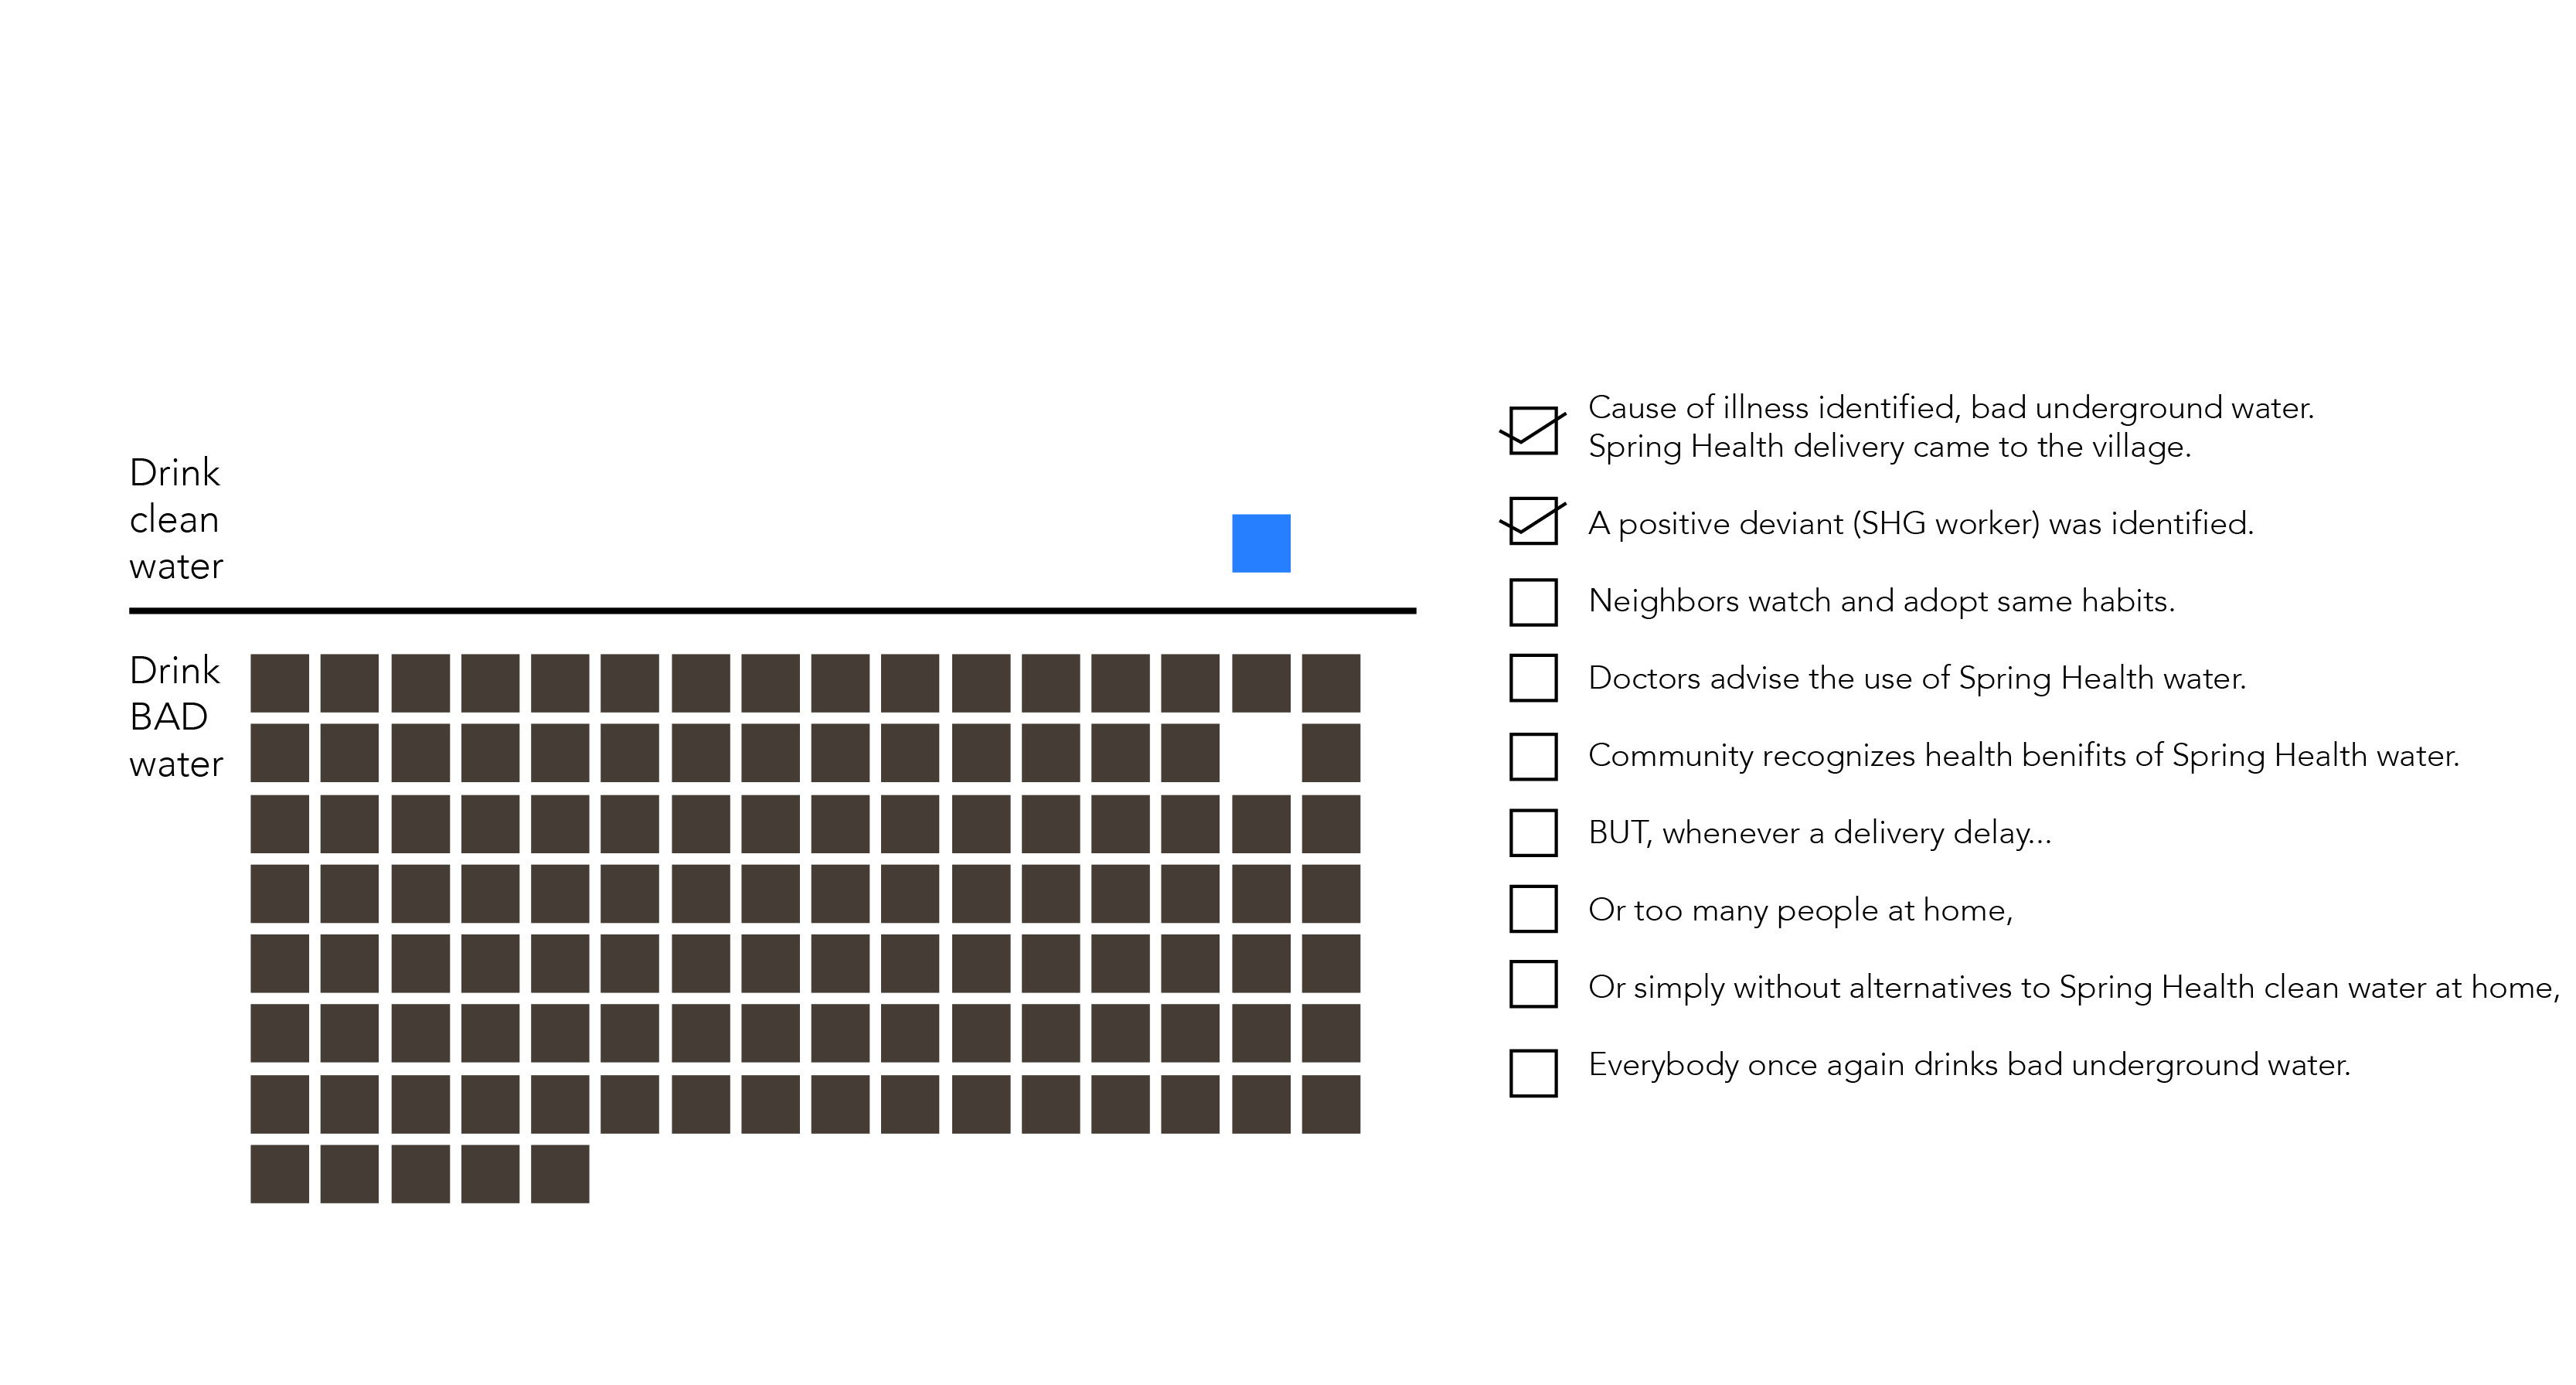 Drink
clean
water
Drink
BAD
water
Cause of illness identified, bad underground water.
Spring Health delivery came to the village.
A positive deviant (SHG worker) was identified.
Neighbors watch and adopt same habits.
Doctors advise the use of Spring Health water.
Community recognizes health benifits of Spring Health water.
BUT, whenever a delivery delay...
Or too many people at home,
Or simply without alternatives to Spring Health clean water at home,
Everybody once again drinks bad underground water.